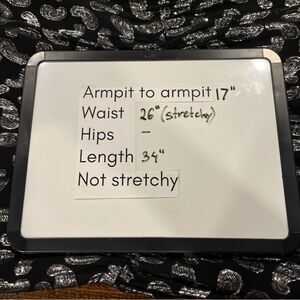 Armpit to armpit 17"
Waist 26" (stretchy)
Hips -
Length 34"
Not stretchy